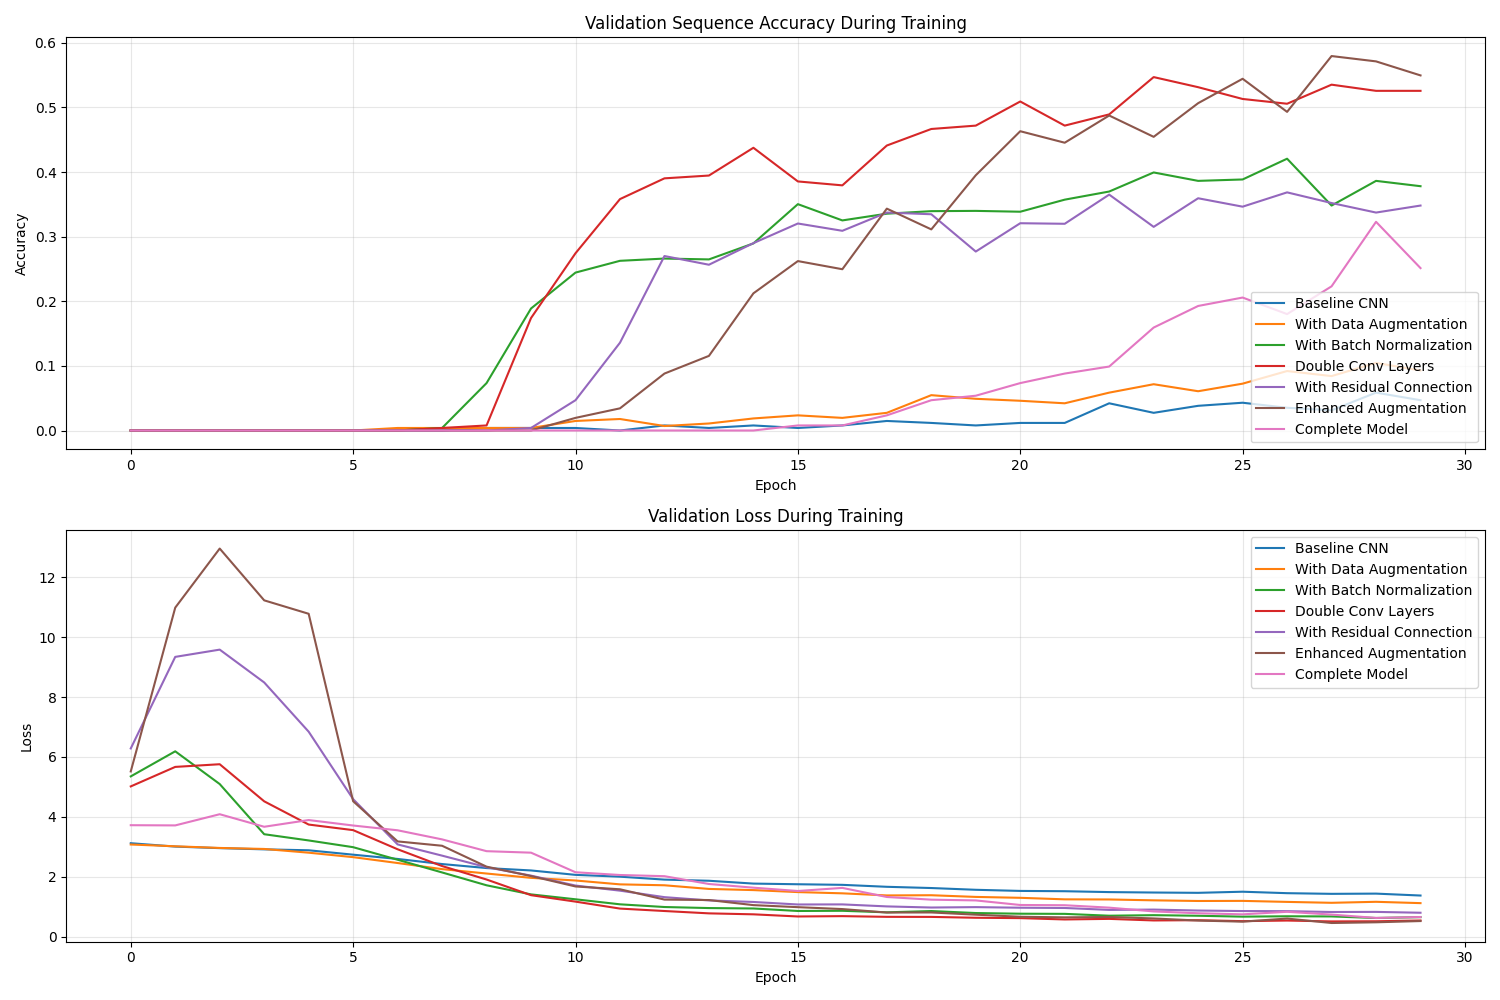 Validation Sequence Accuracy During Training
0.6
0.5
0.4
0.3
0.2
0.1
0.0
Accuracy
Baseline CNN
With Data Augmentation
With Batch Normalization
Double Conv Layers
With Residual Connection
Enhanced Augmentation
Complete Model
0 5 10 15 20 25 30
Epoch
Validation Loss During Training
12
10
8
6
4
2
0
Loss
Baseline CNN
With Data Augmentation
With Batch Normalization
Double Conv Layers
With Residual Connection
Enhanced Augmentation
Complete Model
0 5 10 15 20 25 30
Epoch